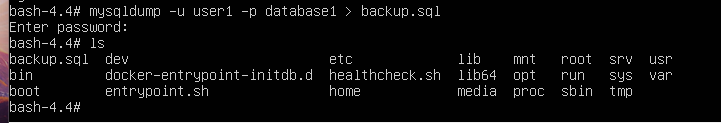 bash-4.4# mysqldump -u user1 -p database1 > backup.sql
Enter password:
bash-4.4# ls
backup.sql  dev                         etc             lib    mnt   root  srv  usr
bin         docker-entrypoint-initdb.d  healthcheck.sh  lib64  opt   run   sys  var
boot        entrypoint.sh               home            media  proc  sbin  tmp
bash-4.4#